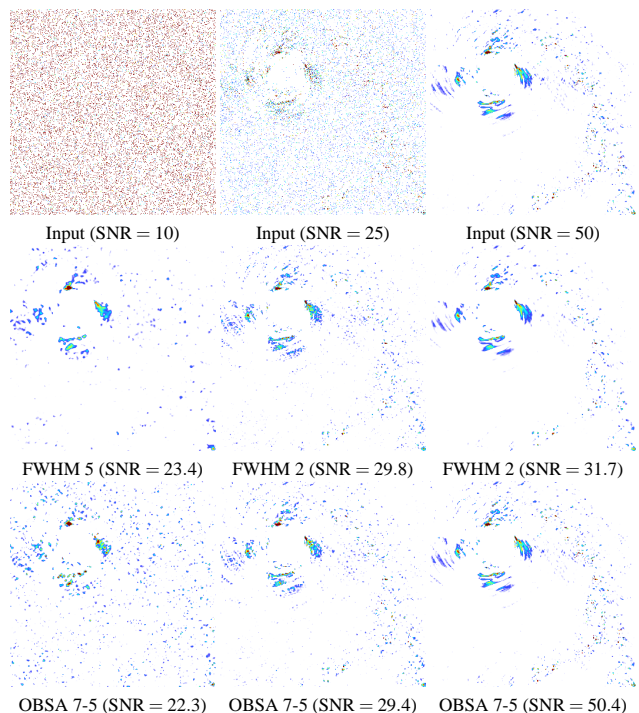 Input (SNR = 10)
Input (SNR = 25)
Input (SNR = 50)
FWHM 5 (SNR = 23.4)
FWHM 2 (SNR = 29.8)
FWHM 2 (SNR = 31.7)
OBSA 7-5 (SNR = 22.3)
OBSA 7-5 (SNR = 29.4)
OBSA 7-5 (SNR = 50.4)